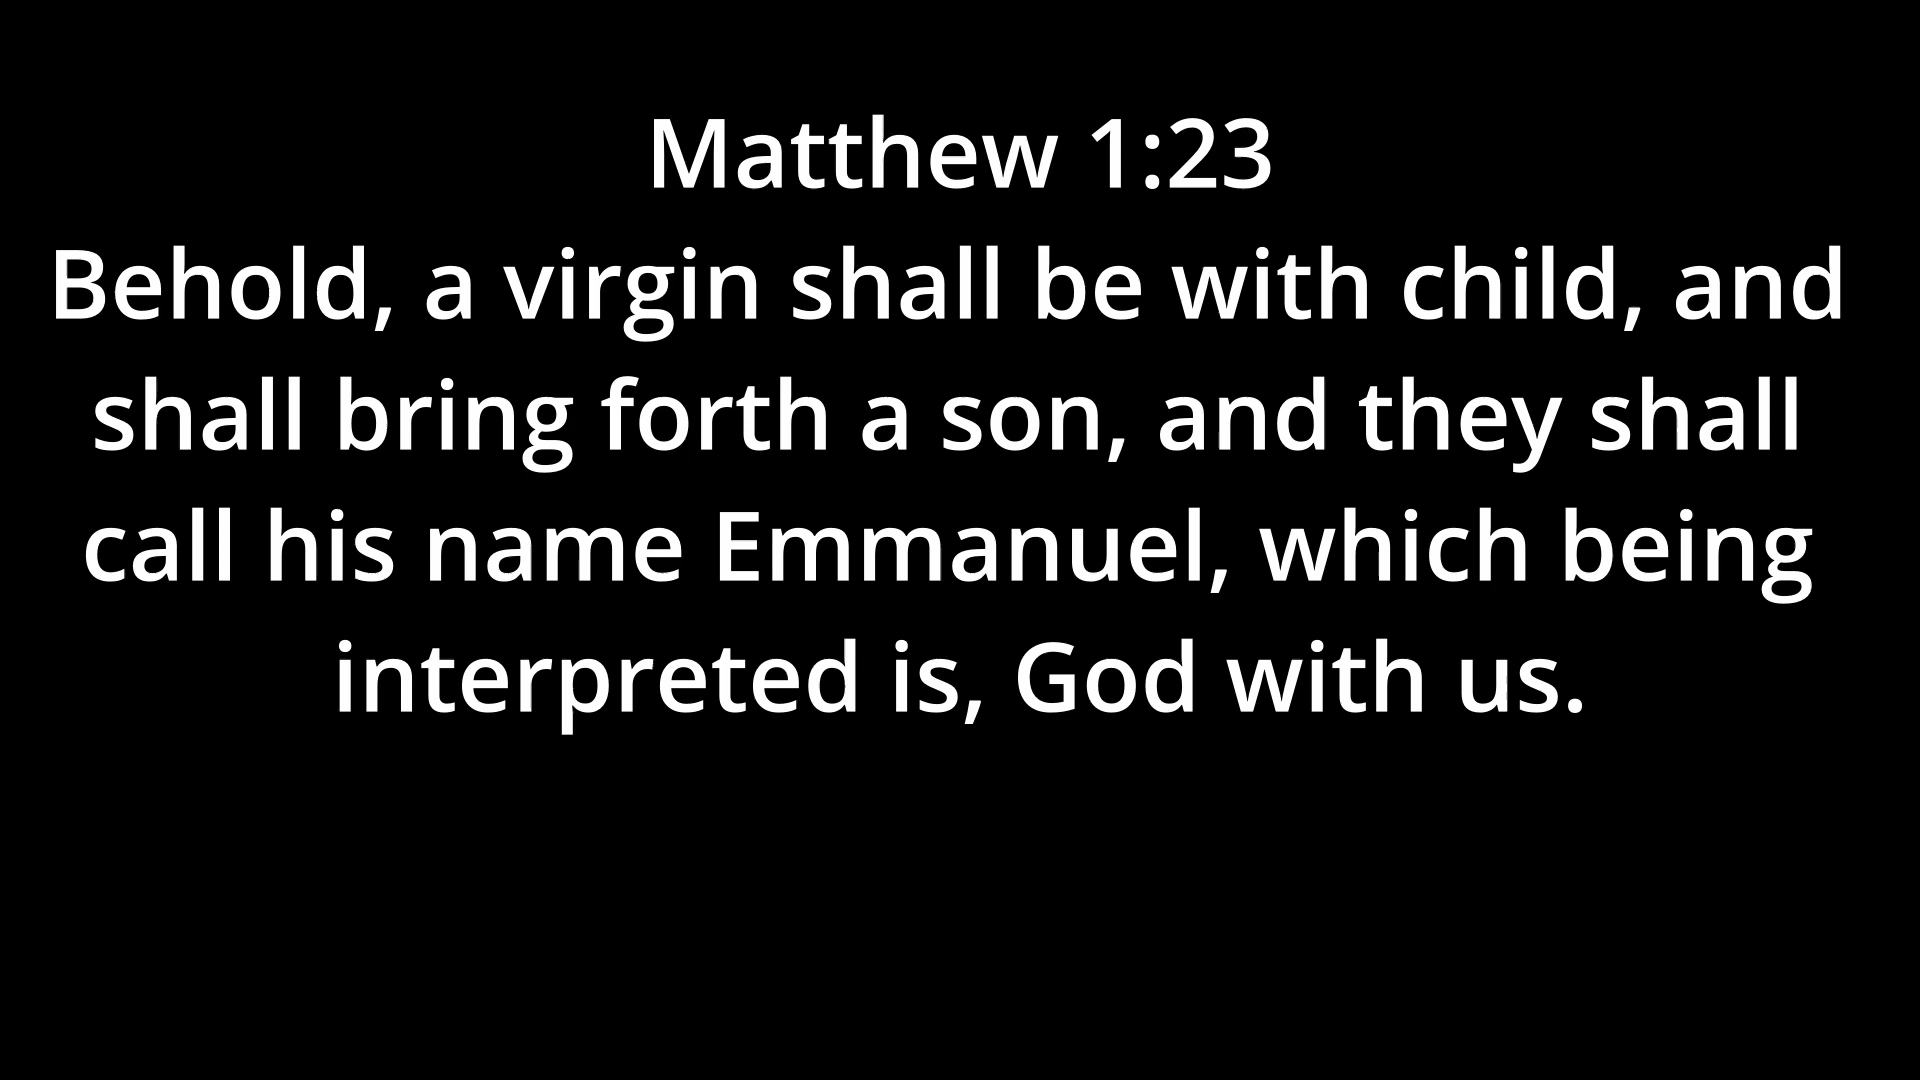 Matthew 1:23
Behold, a virgin shall be with child, and
shall bring forth a son, and they shall
call his name Emmanuel, which being
interpreted is, God with us.